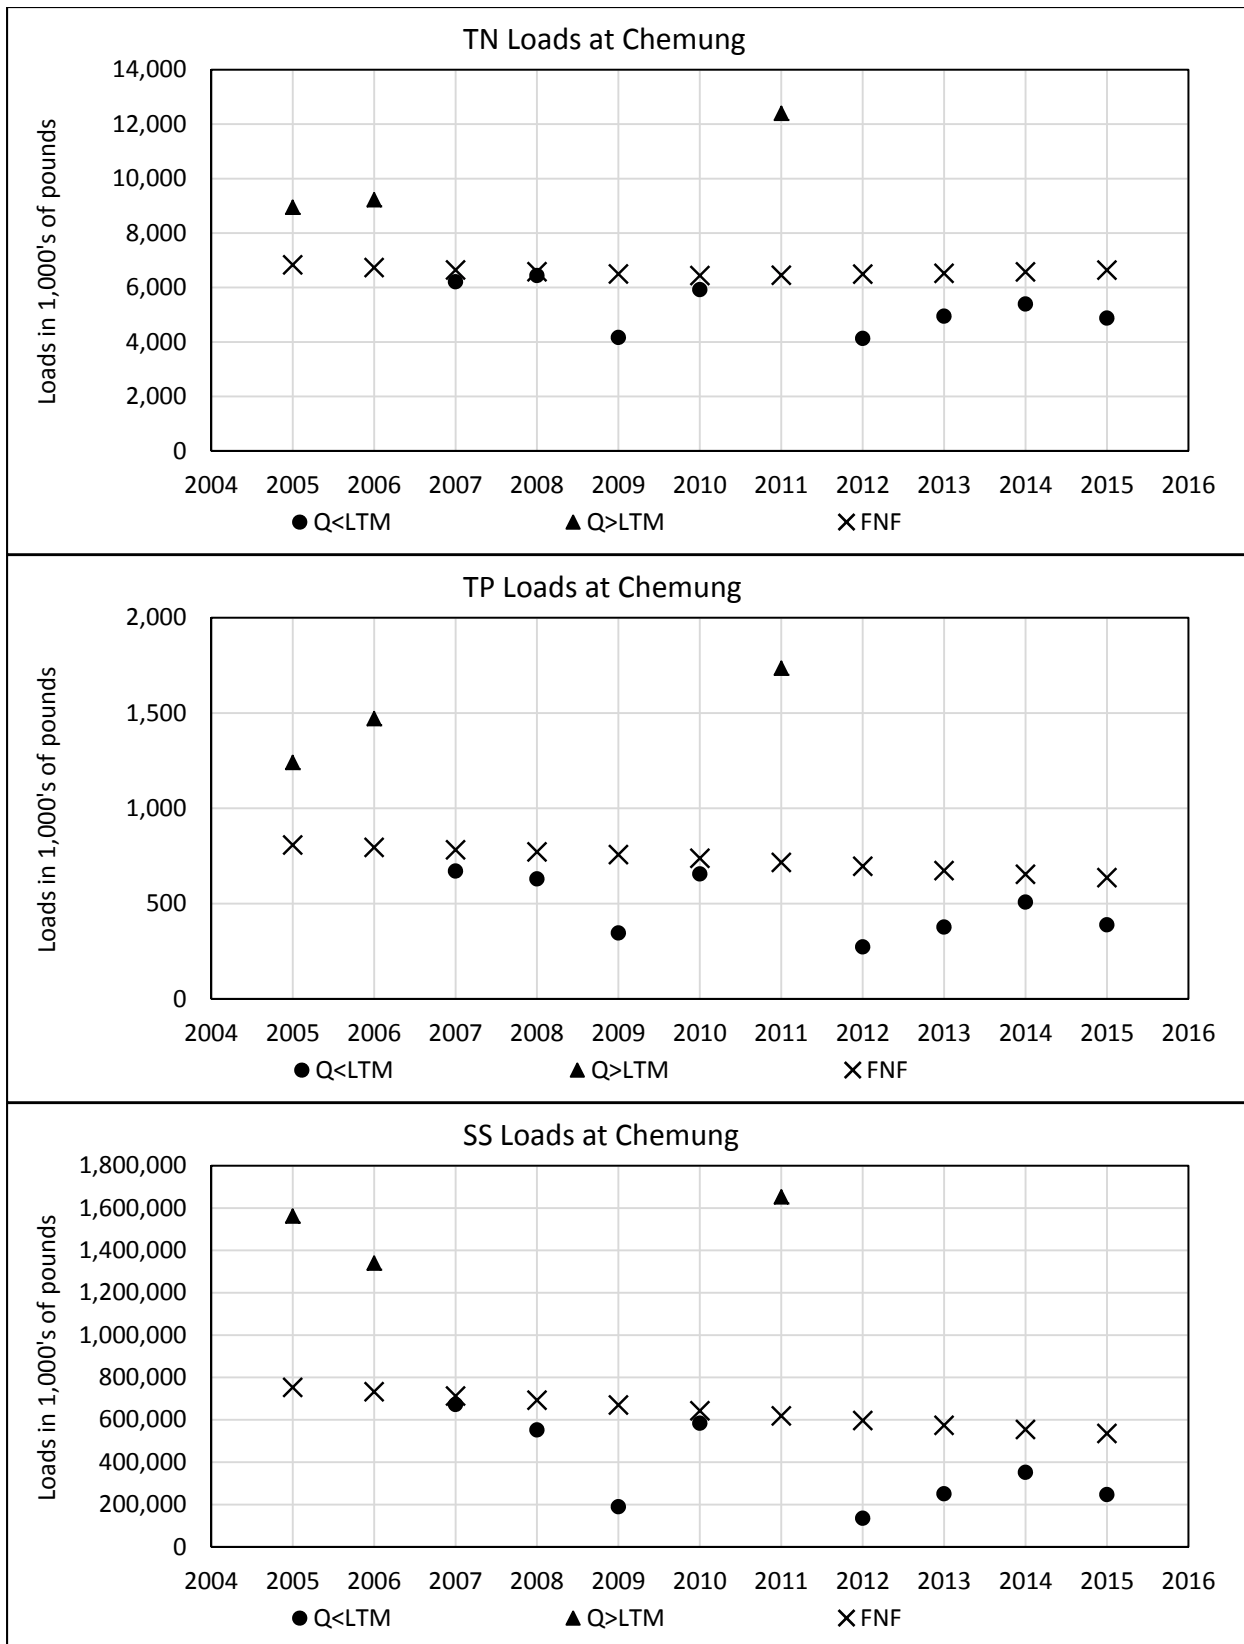 TN Loads at Chemung
Loads in 1,000's of pounds
14,000
12,000
10,000
8,000
6,000
4,000
2,000
0
2004 2005 2006 2007 2008 2009 2010 2011 2012 2013 2014 2015 2016
Q<LTM Q>LTM FNF
TP Loads at Chemung
Loads in 1,000's of pounds
2,000
1,500
1,000
500
0
2004 2005 2006 2007 2008 2009 2010 2011 2012 2013 2014 2015 2016
Q<LTM Q>LTM FNF
SS Loads at Chemung
Loads in 1,000's of pounds
1,800,000
1,600,000
1,400,000
1,200,000
1,000,000
800,000
600,000
400,000
200,000
0
2004 2005 2006 2007 2008 2009 2010 2011 2012 2013 2014 2015 2016
Q<LTM Q>LTM FNF